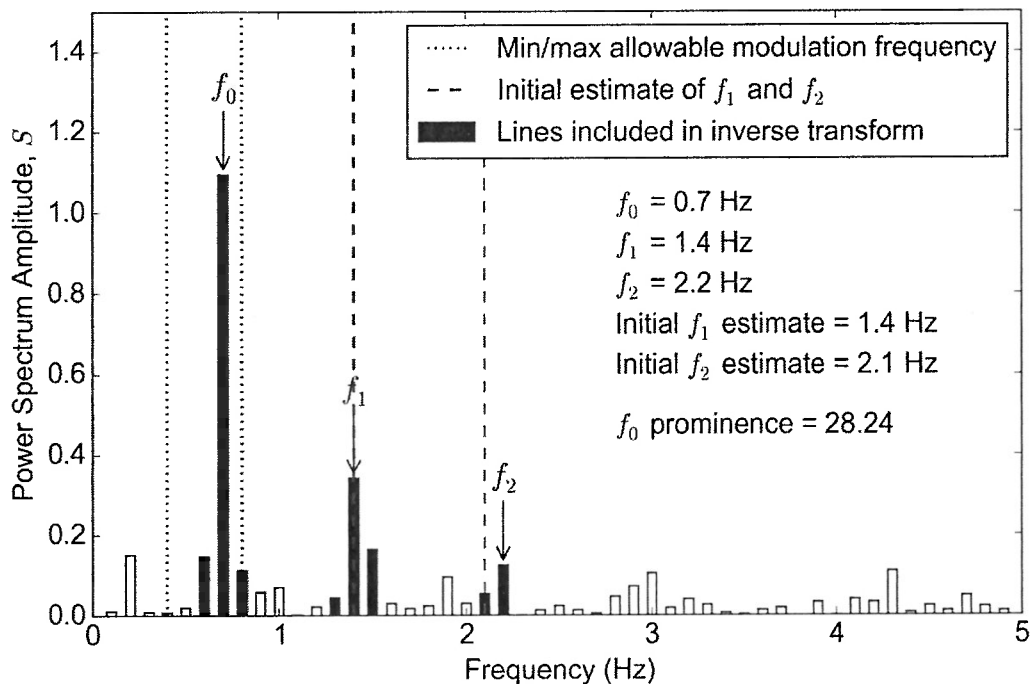 Min/max allowable modulation frequency
Initial estimate of f₁ and f₂
Lines included in inverse transform
f₀
f₀ = 0.7 Hz
f₁ = 1.4 Hz
f₂ = 2.2 Hz
Initial f₁ estimate = 1.4 Hz
Initial f₂ estimate = 2.1 Hz
f₀ prominence = 28.24
f₁
f₂
Power Spectrum Amplitude, S
1.4
1.2
1.0
0.8
0.6
0.4
0.2
0.0
0 1 2 3 4 5
Frequency (Hz)